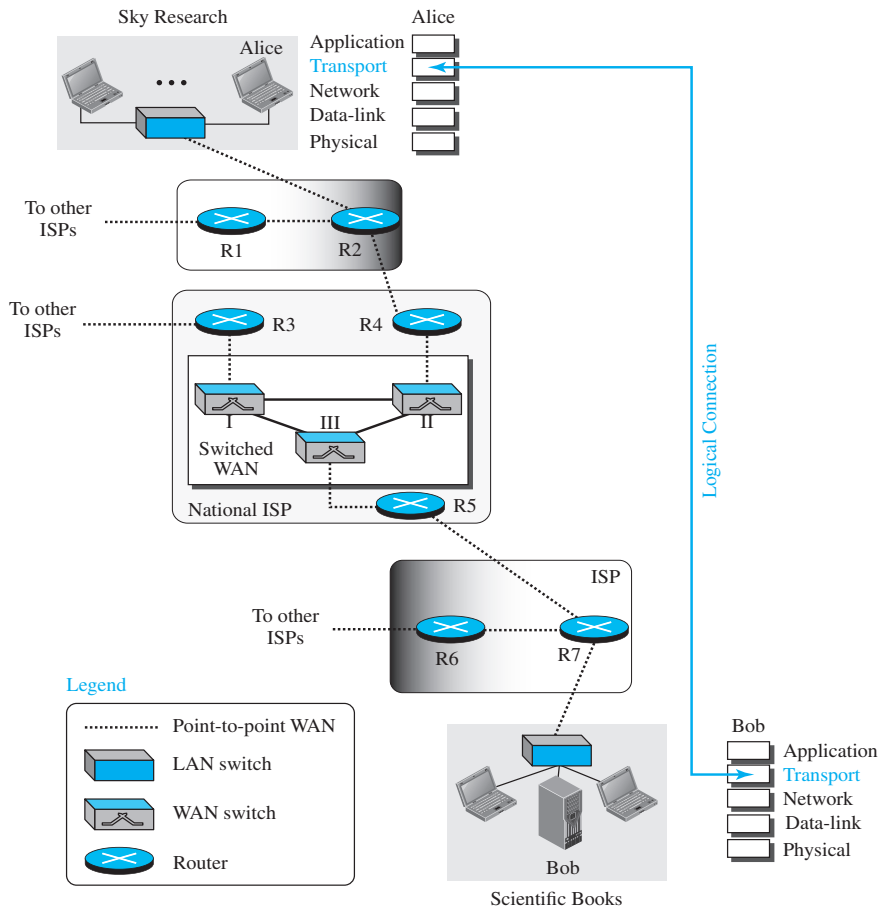 Sky Research
Alice
Alice
Application
Transport
Network
Data-link
Physical
To other
ISPs
R1
R2
To other
ISPs
R3
R4
I
III
II
Switched
WAN
R5
National ISP
Logical Connection
ISP
To other
ISPs
R6
R7
Legend
Point-to-point WAN
LAN switch
WAN switch
Router
Bob
Scientific Books
Bob
Application
Transport
Network
Data-link
Physical